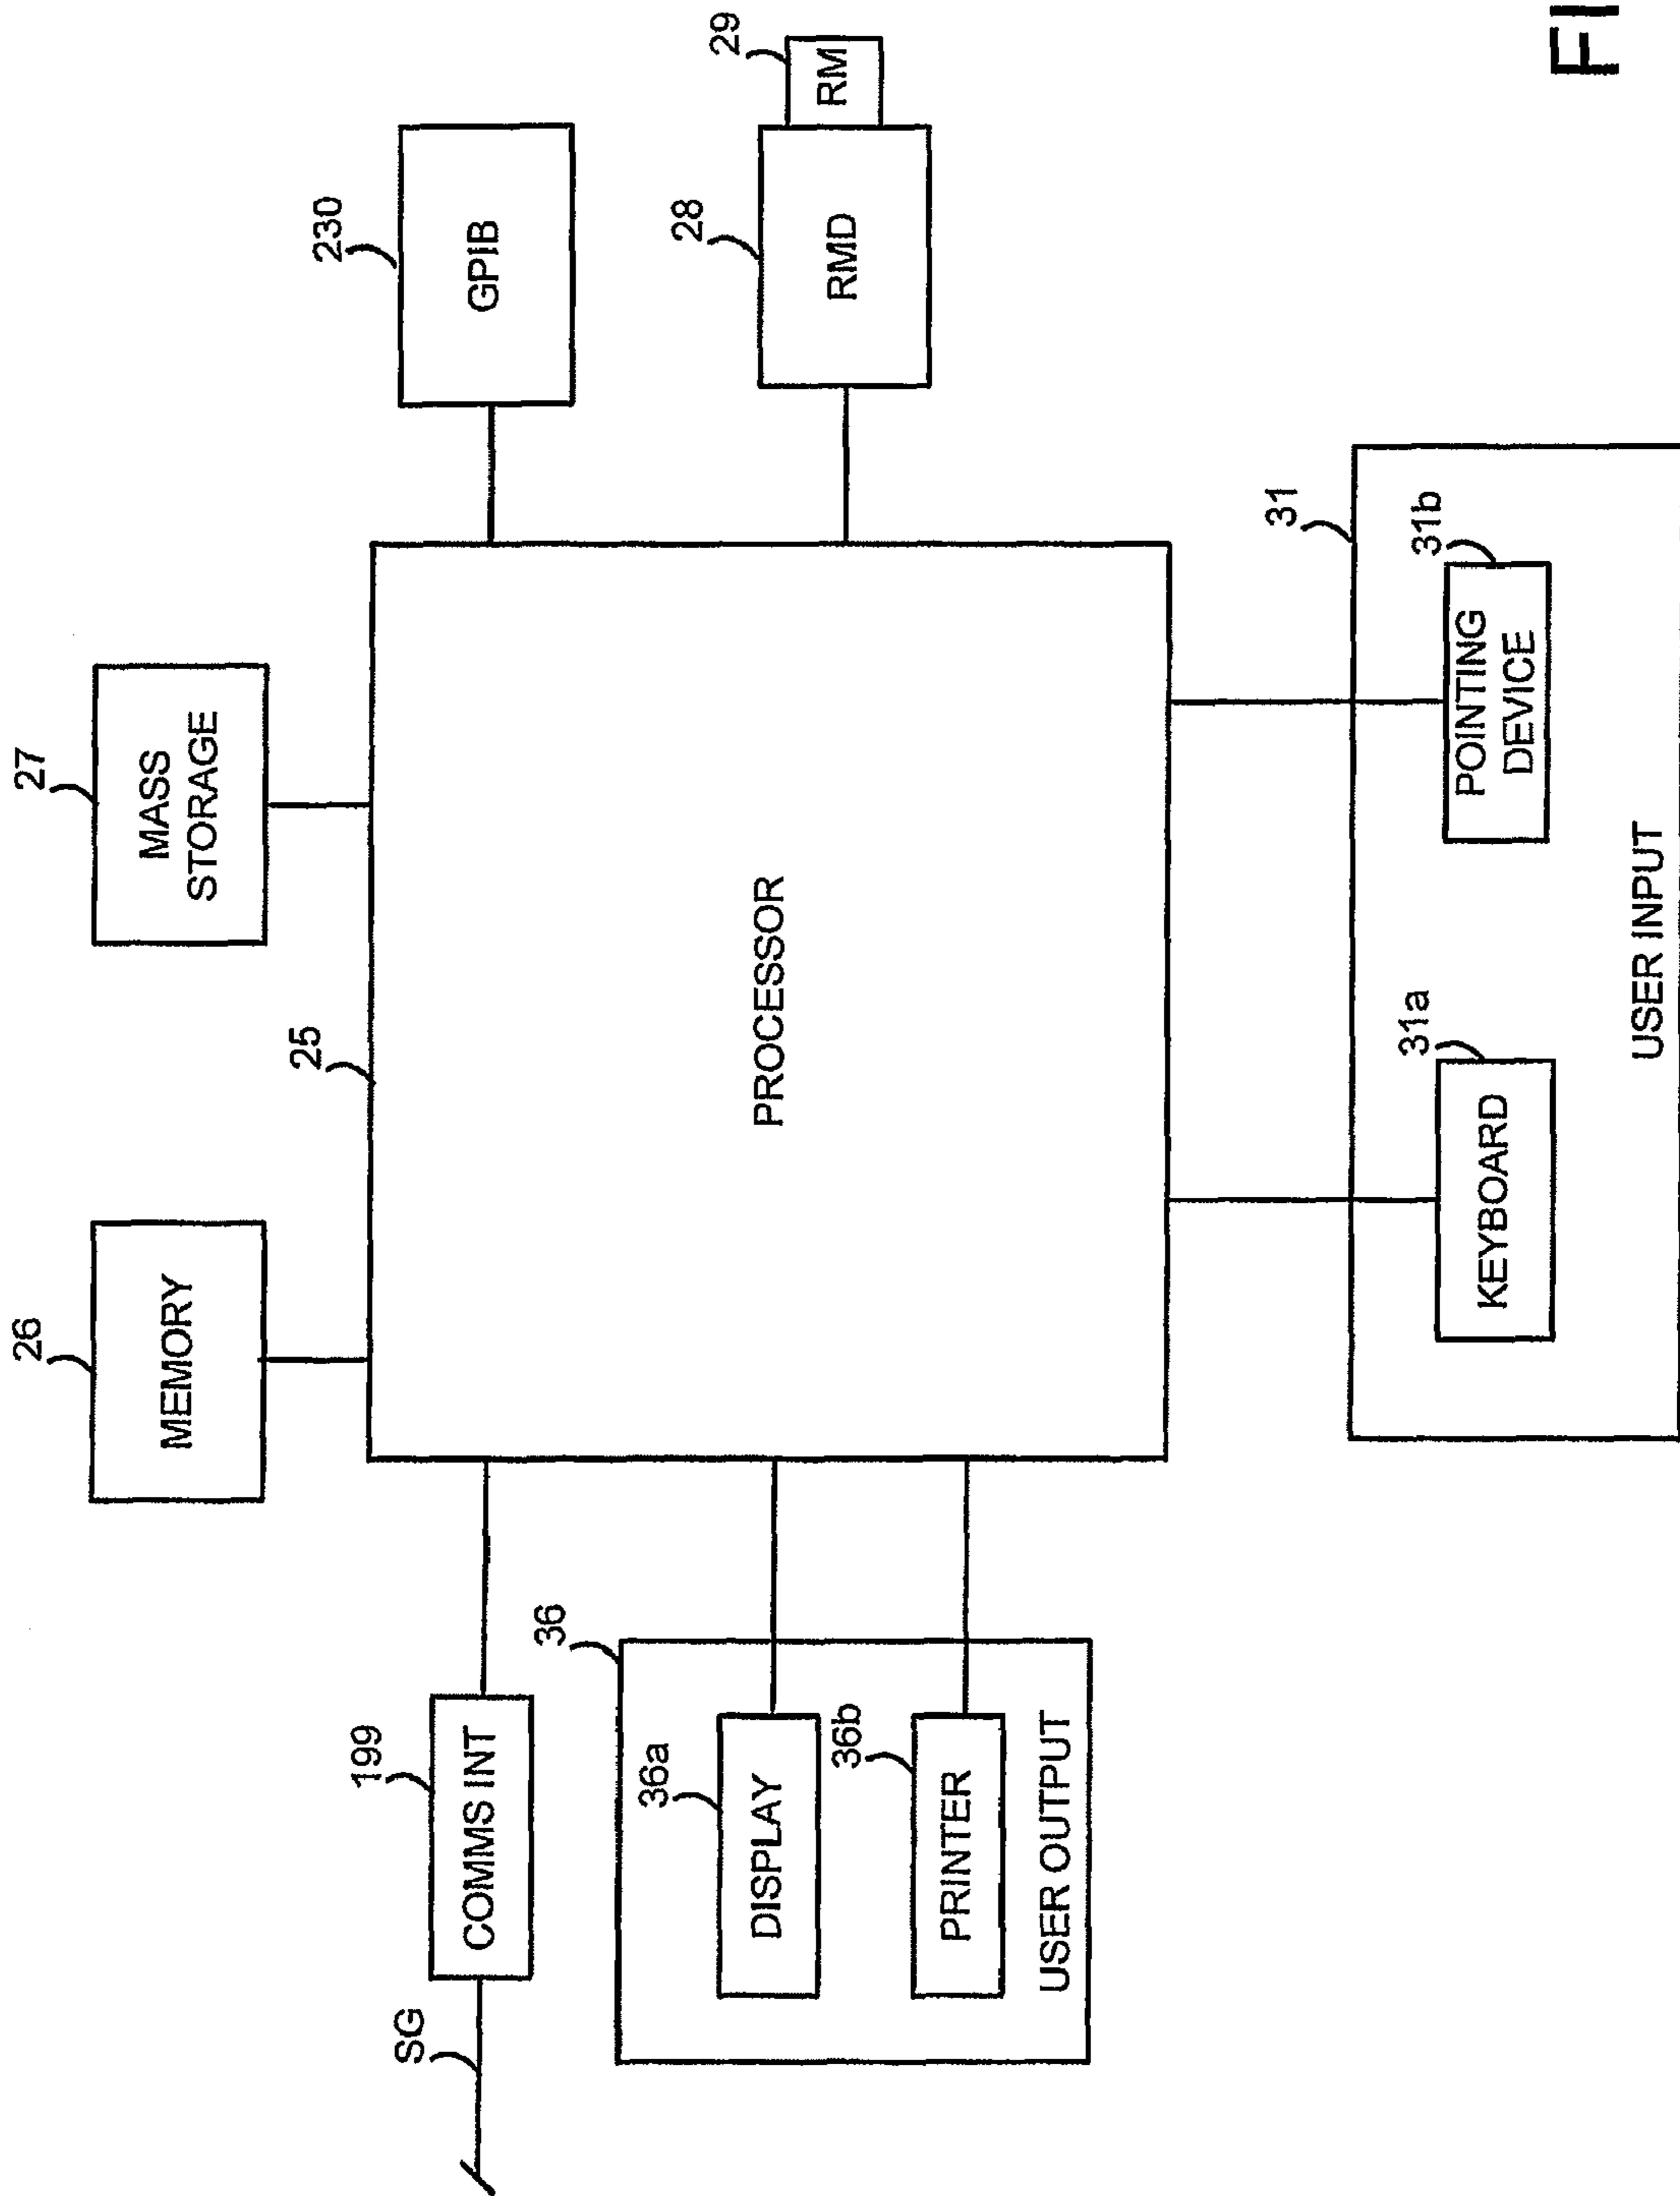 26
MEMORY
27
MASS
STORAGE
199
COMMS INT
SG
25
PROCESSOR
230
GPIB
28
RMD
29
RM
36
36a
DISPLAY
36b
PRINTER
USER OUTPUT
31
31a
KEYBOARD
31b
POINTING
DEVICE
USER INPUT
FI